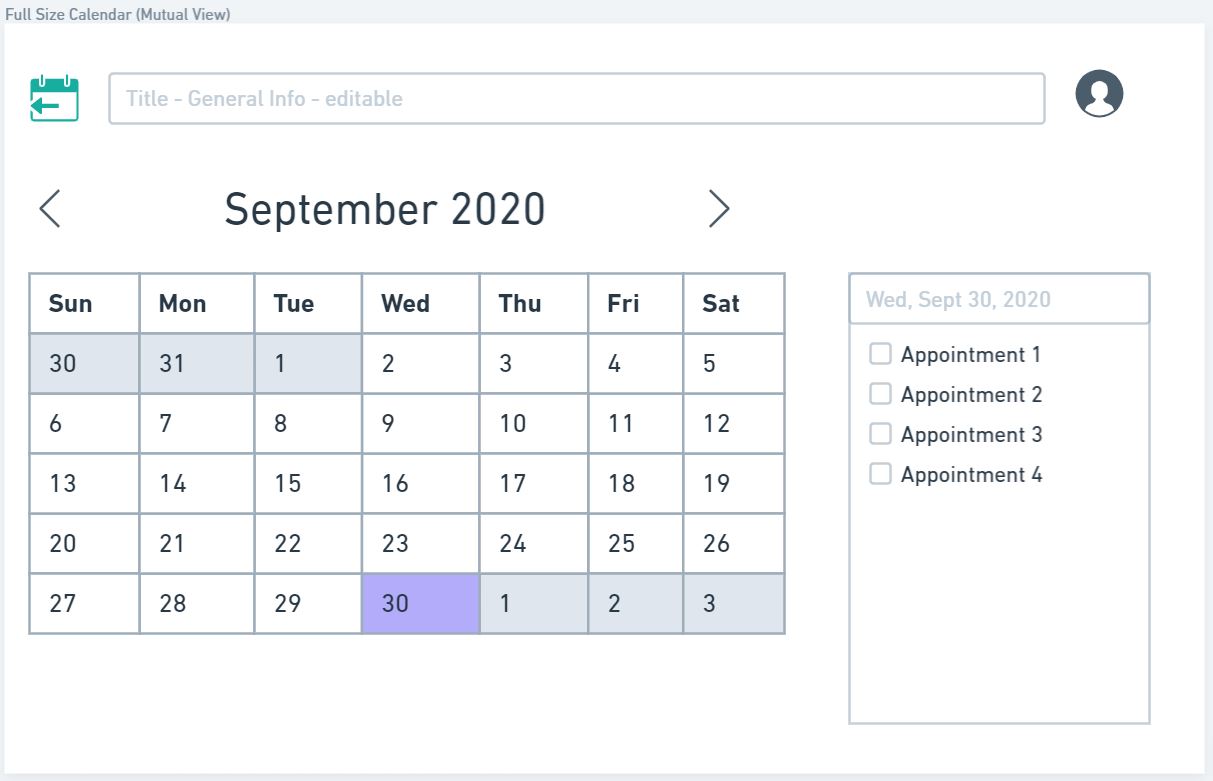 Full Size Calendar (Mutual View)
Title - General Info - editable
September 2020
Sun Mon Tue Wed Thu Fri Sat
30 31 1 2 3 4 5
6 7 8 9 10 11 12
13 14 15 16 17 18 19
20 21 22 23 24 25 26
27 28 29 30 1 2 3
Wed, Sept 30, 2020
Appointment 1
Appointment 2
Appointment 3
Appointment 4